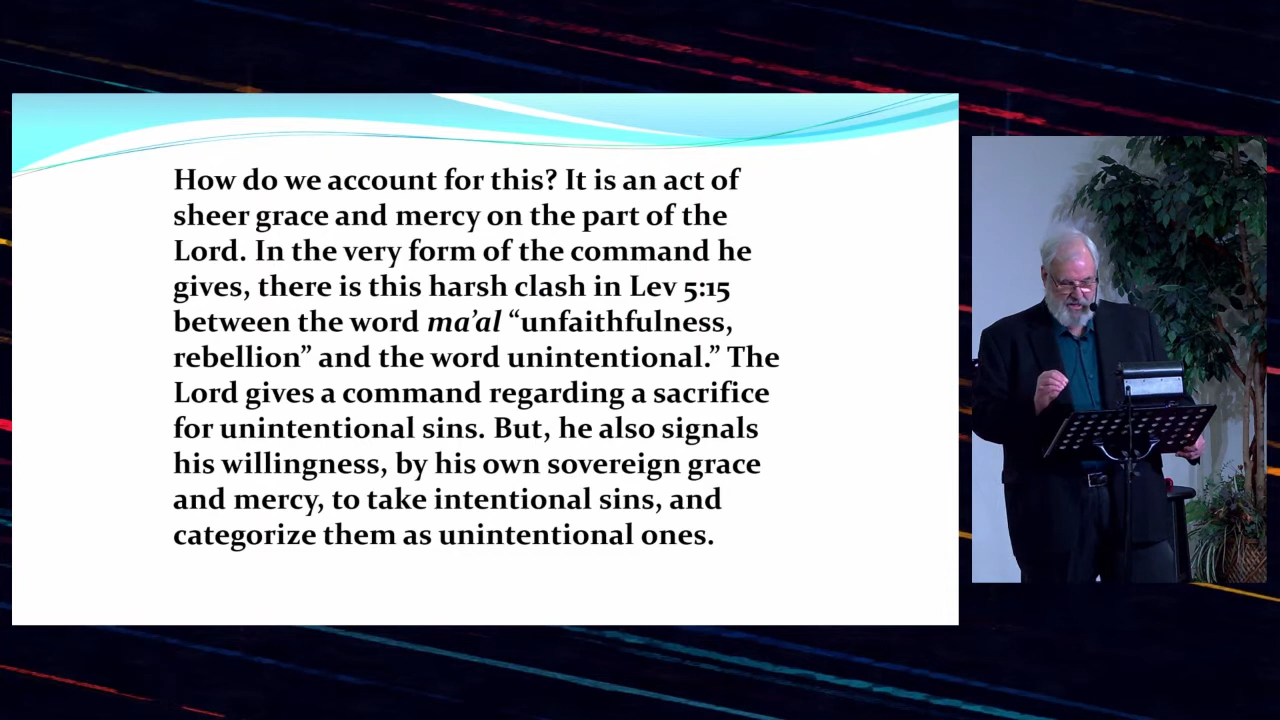 How do we account for this? It is an act of
sheer grace and mercy on the part of the
Lord. In the very form of the command he
gives, there is this harsh clash in Lev 5:15
between the word ma’al “unfaithfulness,
rebellion” and the word unintentional.” The
Lord gives a command regarding a sacrifice
for unintentional sins. But, he also signals
his willingness, by his own sovereign grace
and mercy, to take intentional sins, and
categorize them as unintentional ones.